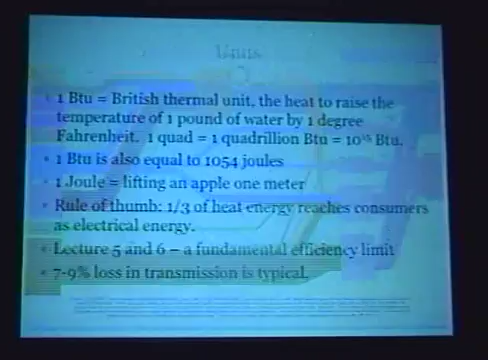 Units
1 Btu = British thermal unit, the heat to raise the
temperature of 1 pound of water by 1 degree
Fahrenheit. 1 quad = 1 quadrillion Btu = 10¹⁵ Btu.
1 Btu is also equal to 1054 joules
1 Joule = lifting an apple one meter
Rule of thumb: 1/3 of heat energy reaches consumers
as electrical energy.
Lecture 5 and 6 – a fundamental efficiency limit
7-9% loss in transmission is typical.